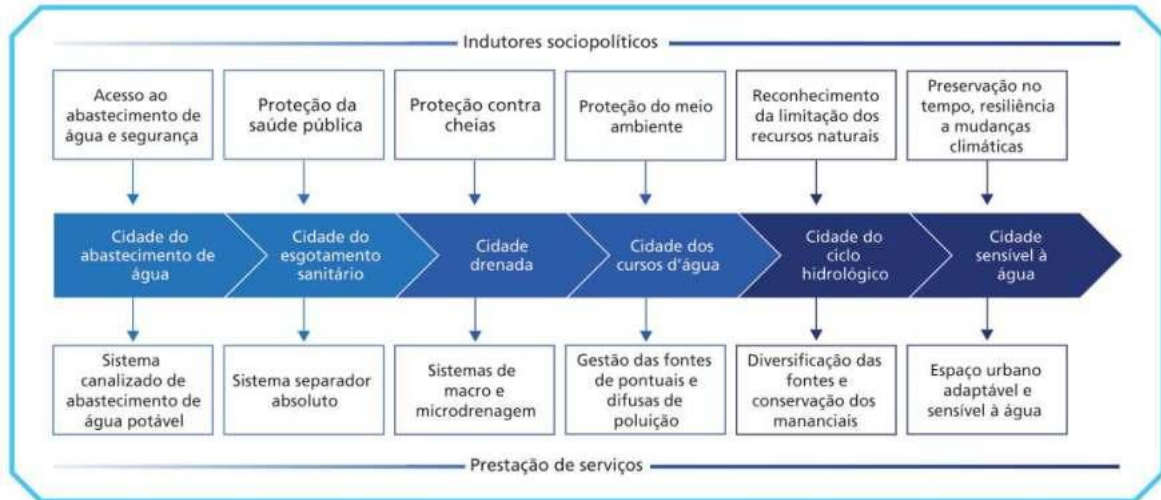 Indutores sociopolíticos
Acesso ao
abastecimento de
água e segurança
Proteção da
saúde pública
Proteção contra
cheias
Proteção do meio
ambiente
Reconhecimento
da limitação dos
recursos naturais
Preservação no
tempo, resiliência
a mudanças
climáticas
Cidade do
abastecimento de
água
Cidade do
esgotamento
sanitário
Cidade
drenada
Cidade dos
cursos d'água
Cidade do
ciclo
hidrológico
Cidade
sensível à
água
Sistema
canalizado de
abastecimento de
água potável
Sistema separador
absoluto
Sistemas de
macro e
microdrenagem
Gestão das fontes
de pontuais e
difusas de
poluição
Diversificação das
fontes e
conservação dos
mananciais
Espaço urbano
adaptável e
sensível à água
Prestação de serviços